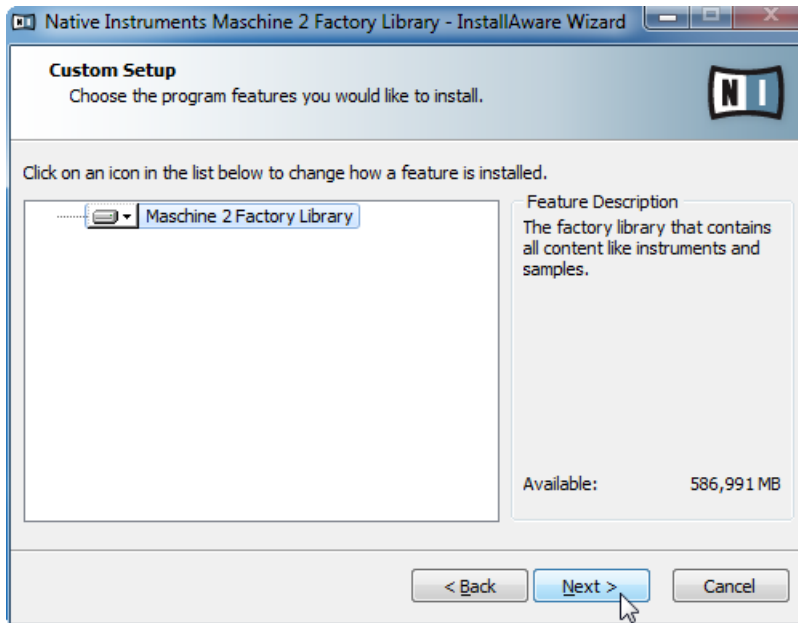 Native Instruments Maschine 2 Factory Library - InstallAware Wizard
Custom Setup
Choose the program features you would like to install.
N I
Click on an icon in the list below to change how a feature is installed.
Maschine 2 Factory Library
Feature Description
The factory library that contains
all content like instruments and
samples.
Available: 586,991 MB
< Back
Next >
Cancel